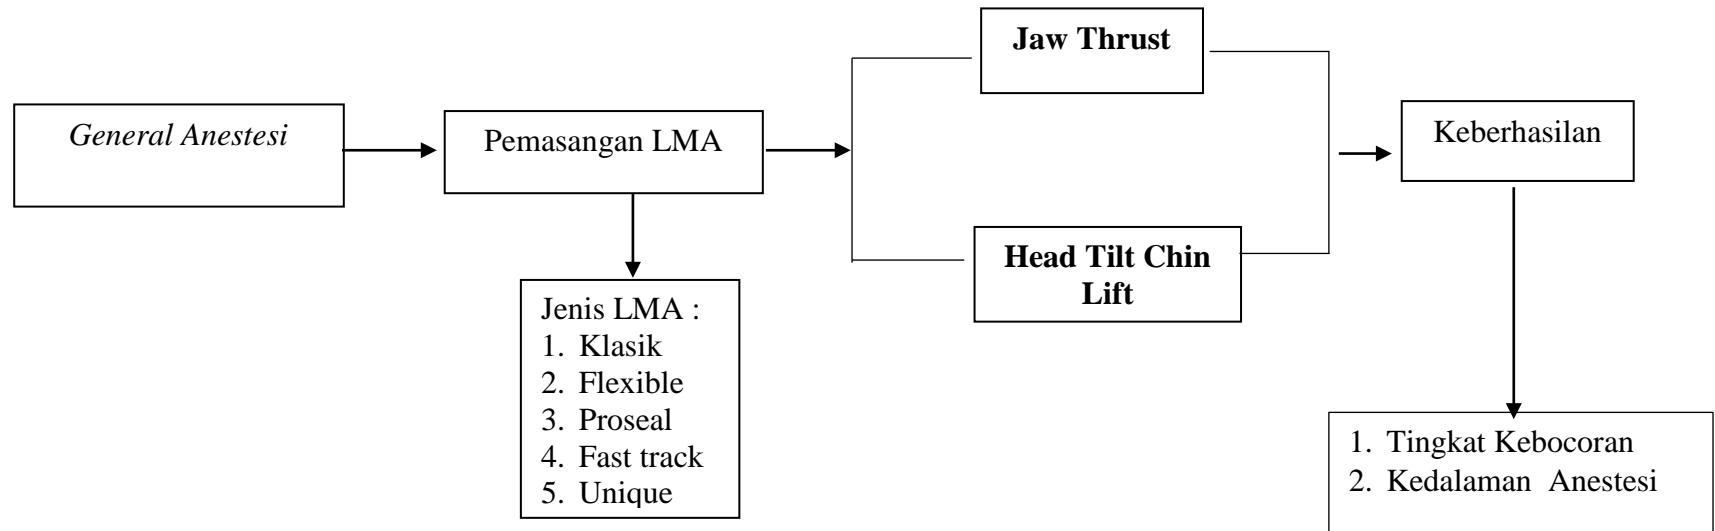 General Anestesi
Pemasangan LMA
Jaw Thrust
Head Tilt Chin
Lift
Keberhasilan
Jenis LMA :
1. Klasik
2. Flexible
3. Proseal
4. Fast track
5. Unique
1. Tingkat Kebocoran
2. Kedalaman Anestesi